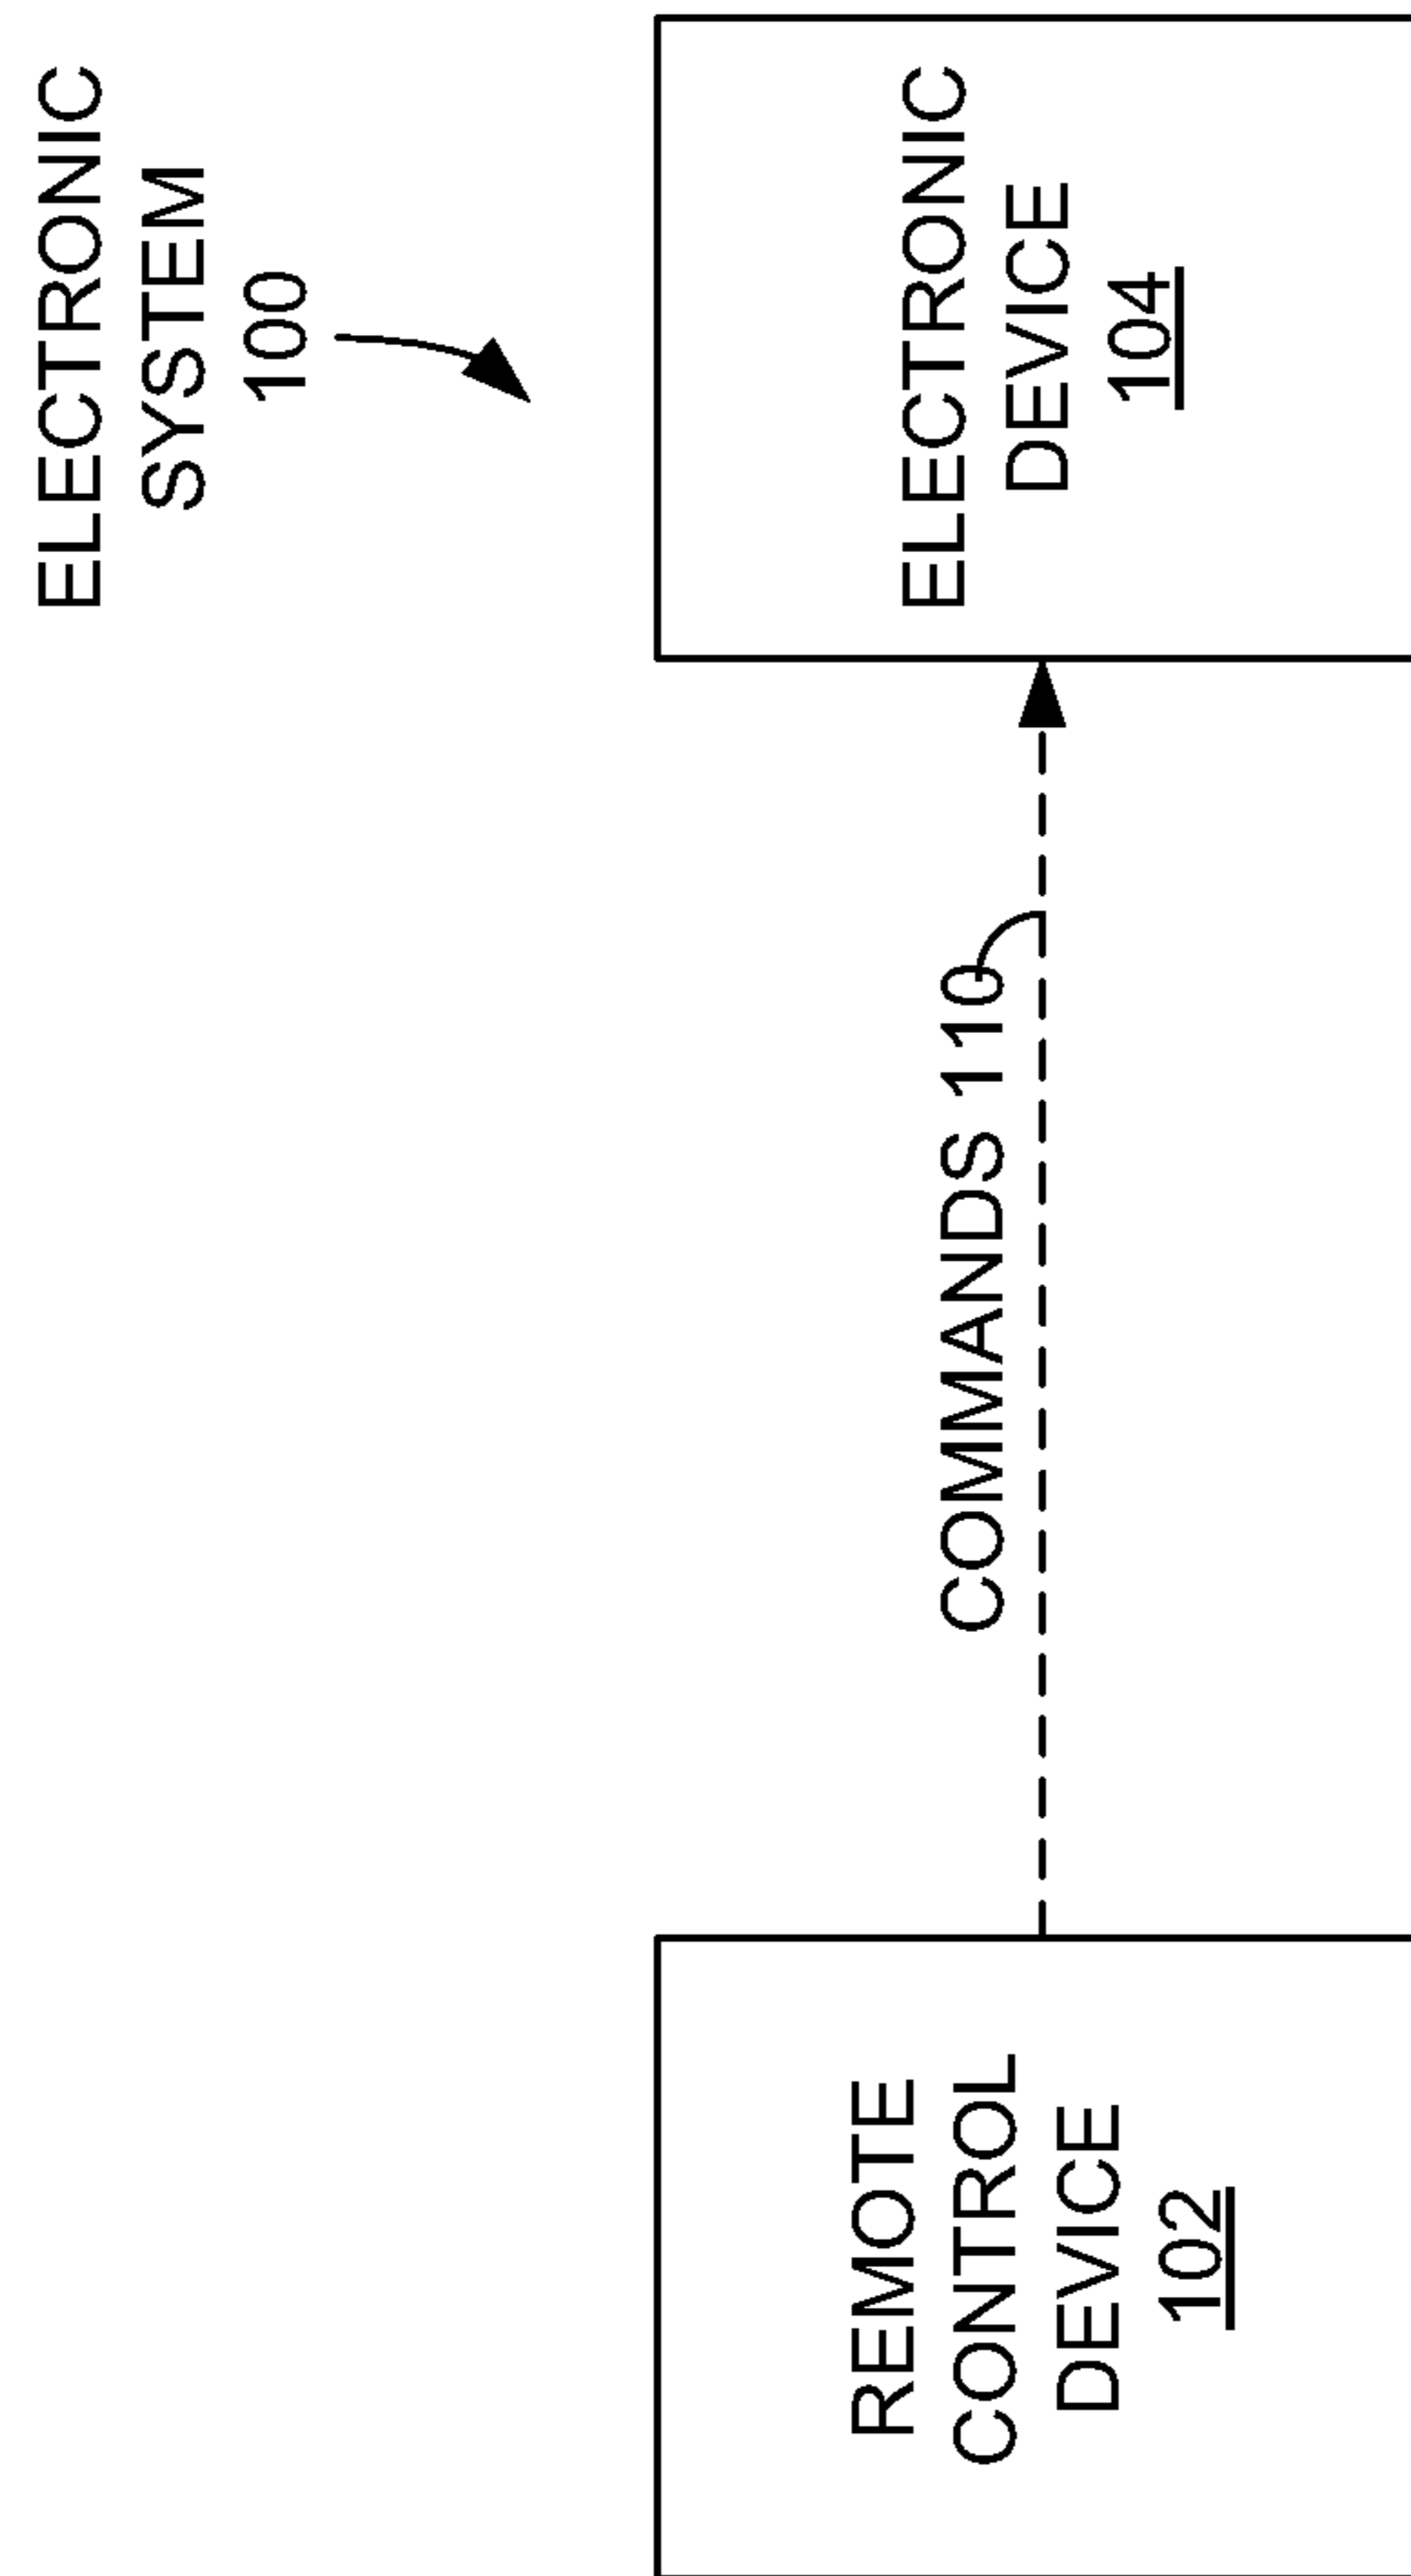 ELECTRONIC
SYSTEM
100
REMOTE
CONTROL
DEVICE
102
COMMANDS 110
ELECTRONIC
DEVICE
104